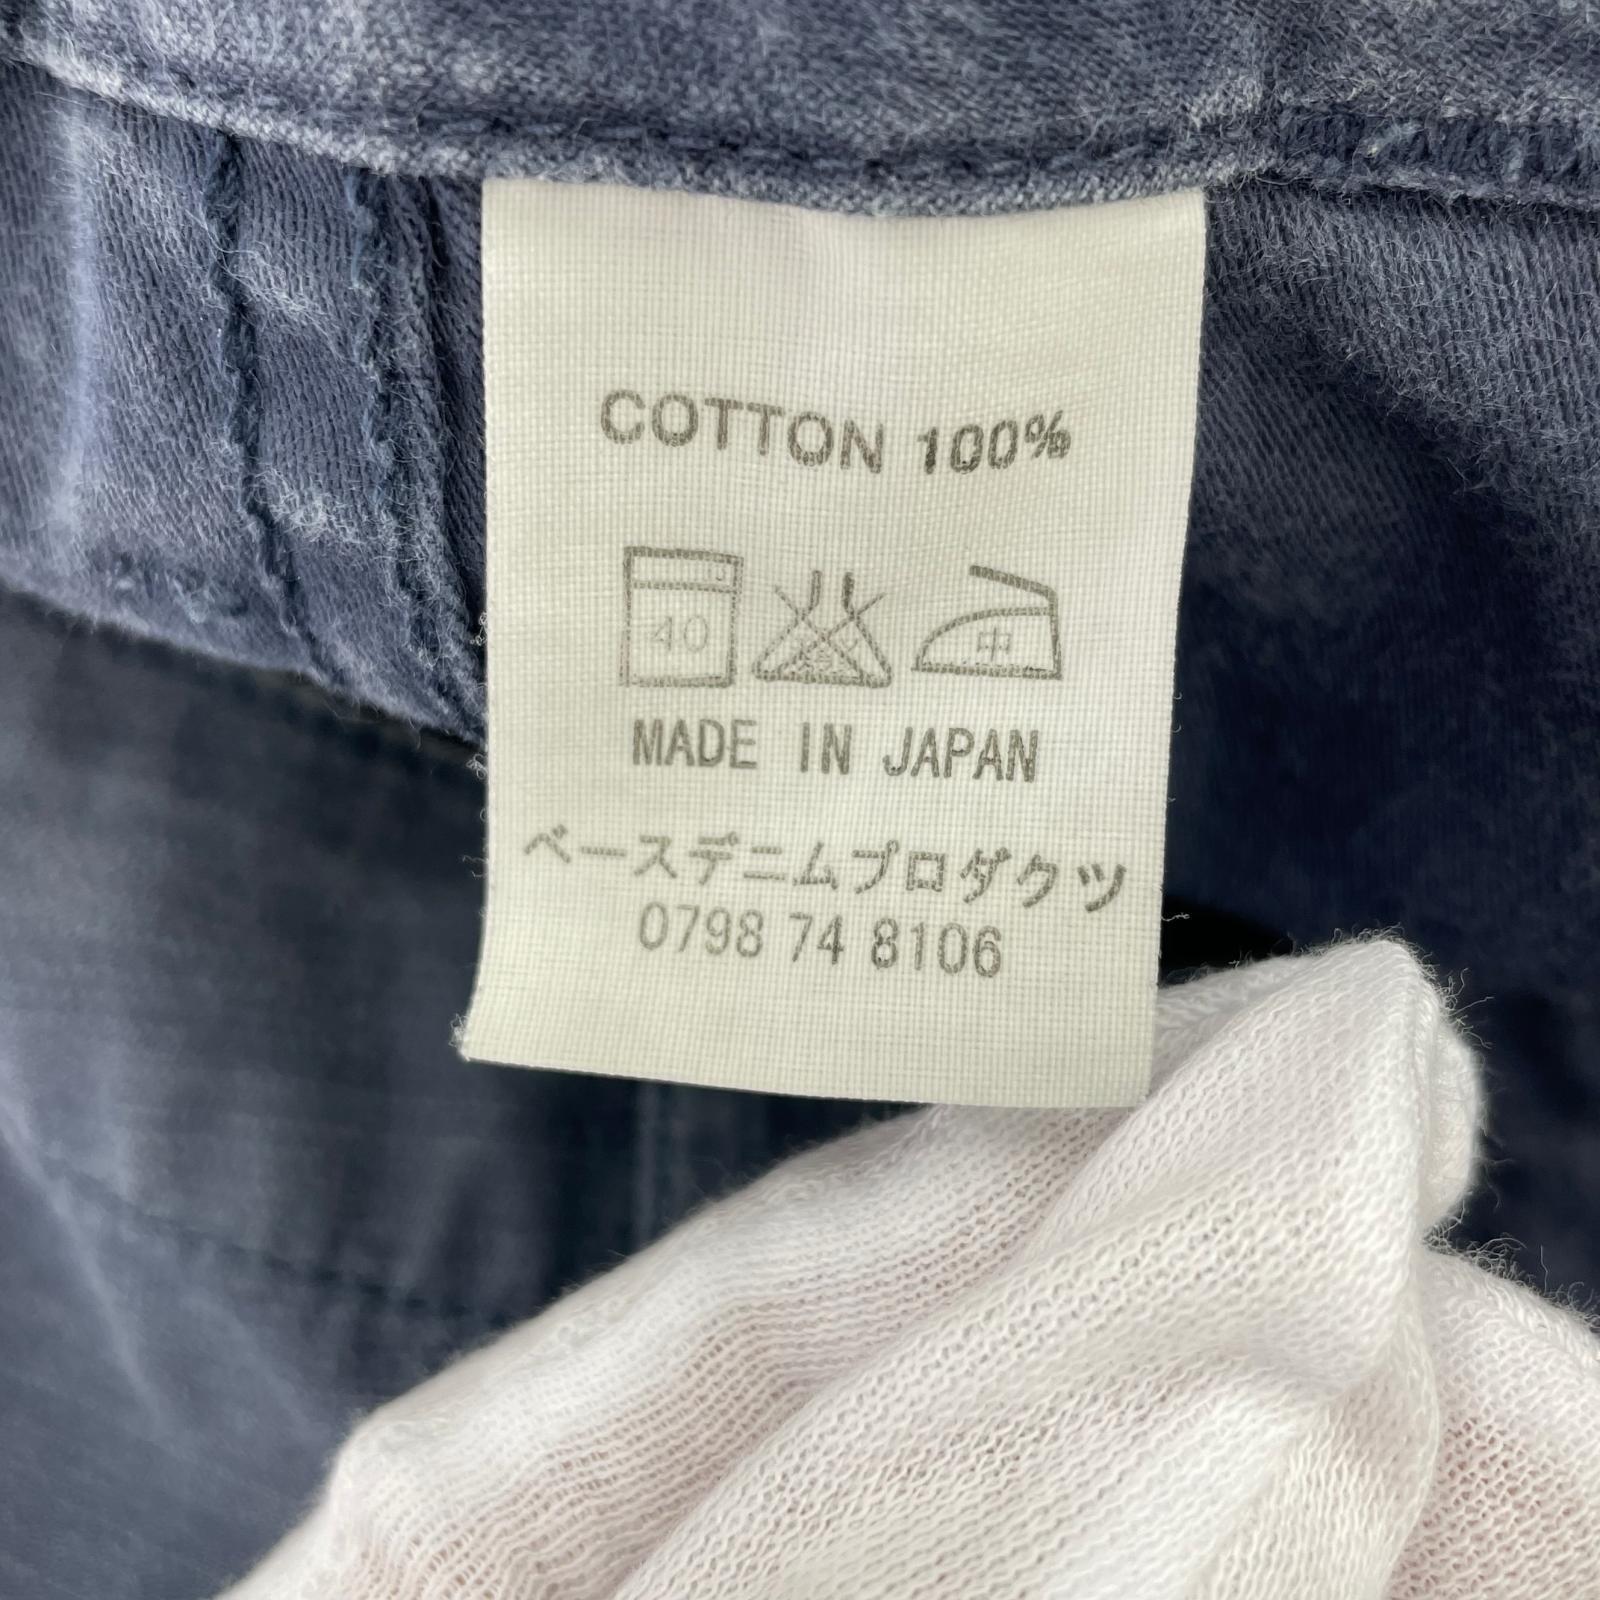 COTTON 100%
40 中
MADE IN JAPAN
ベースデニムプロダクツ
0798 74 8106